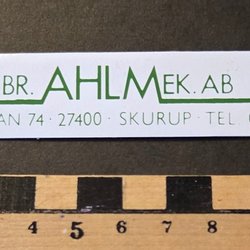 BR. AHLMEK. AB
AN 74 · 27400 · SKURUP · TEL
4 5 6 7 8